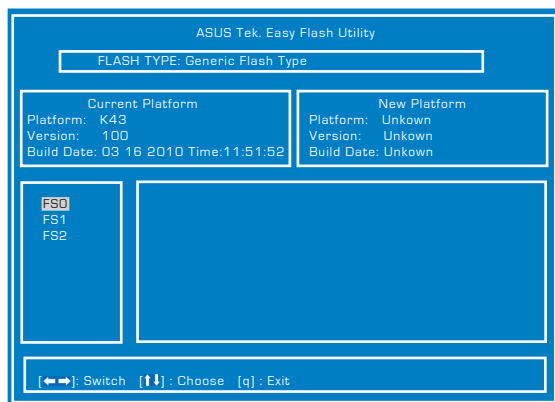 ASUS Tek. Easy Flash Utility
FLASH TYPE: Generic Flash Type
Current Platform
Platform: K43
Version: 100
Build Date: 03 16 2010 Time:11:51:52
New Platform
Platform: Unkown
Version: Unkown
Build Date: Unkown
FS0
FS1
FS2
[←→]: Switch [↑↓] : Choose [q] : Exit